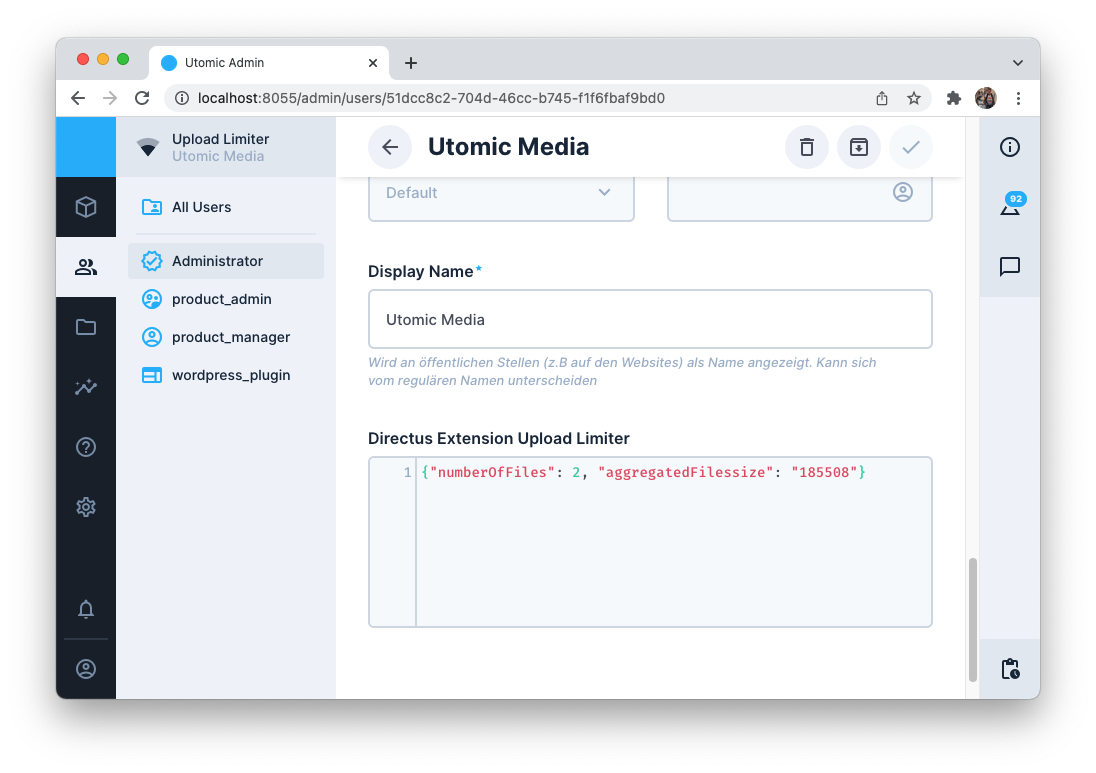 Utomic Admin
localhost:8055/admin/users/51dcc8c2-704d-46cc-b745-f1f6fbaf9bd0
Upload Limiter
Utomic Media
All Users
Administrator
product_admin
product_manager
wordpress_plugin
Utomic Media
Default
Display Name*
Utomic Media
Wird an öffentlichen Stellen (z.B auf den Websites) als Name angezeigt. Kann sich
vom regulären Namen unterscheiden
Directus Extension Upload Limiter
1 {"numberOfFiles": 2, "aggregatedFilessize": "185508"}
92